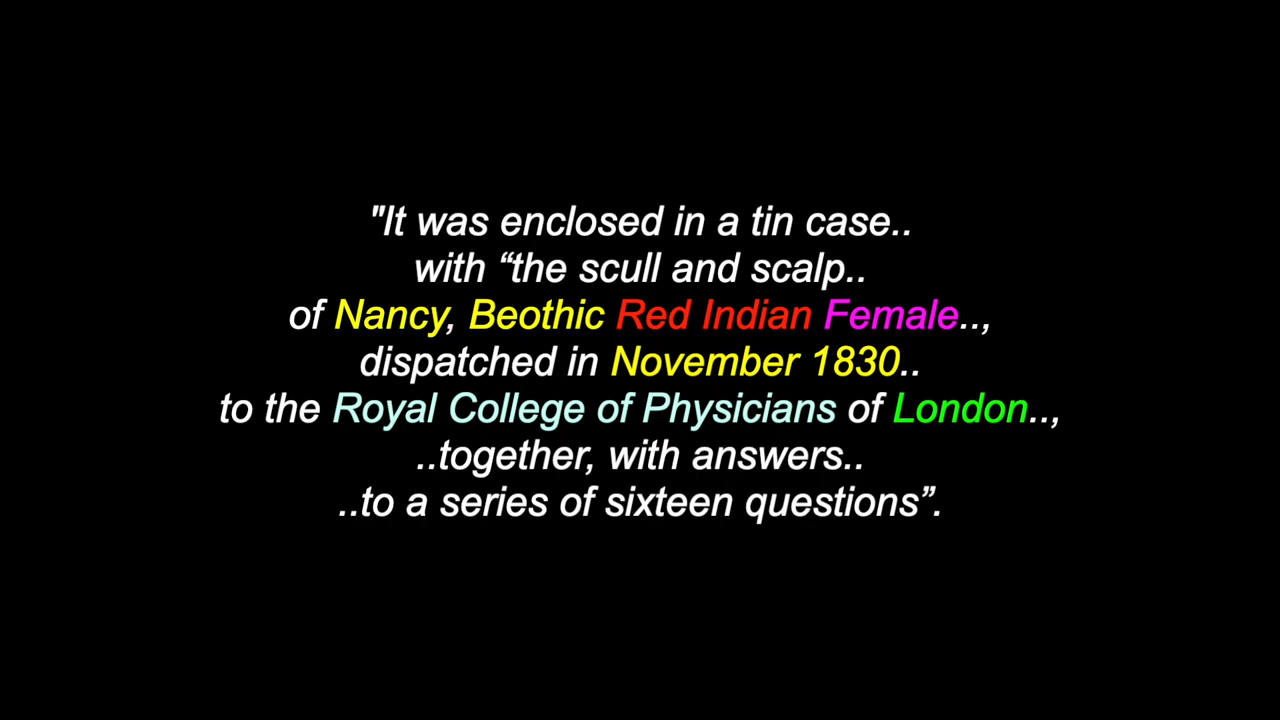 "It was enclosed in a tin case..
with “the scull and scalp..
of Nancy, Beothic Red Indian Female..,
dispatched in November 1830..
to the Royal College of Physicians of London..,
..together, with answers..
..to a series of sixteen questions”.